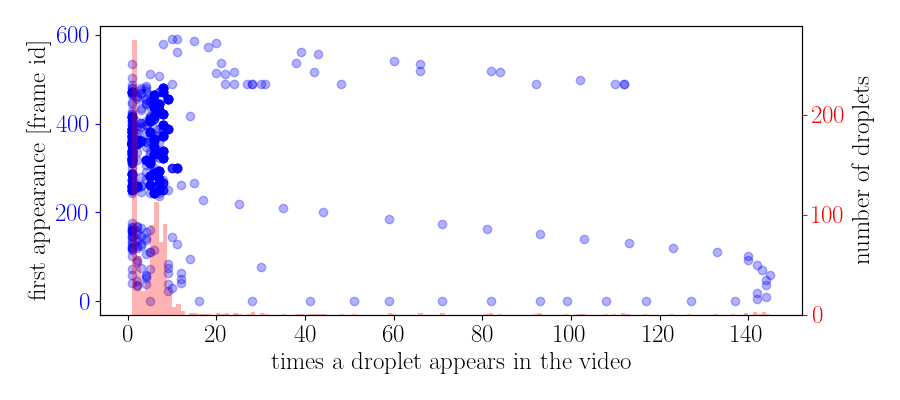 600
400
200
0
first appearance [frame id]
200
100
0
number of droplets
0 20 40 60 80 100 120 140
times a droplet appears in the video